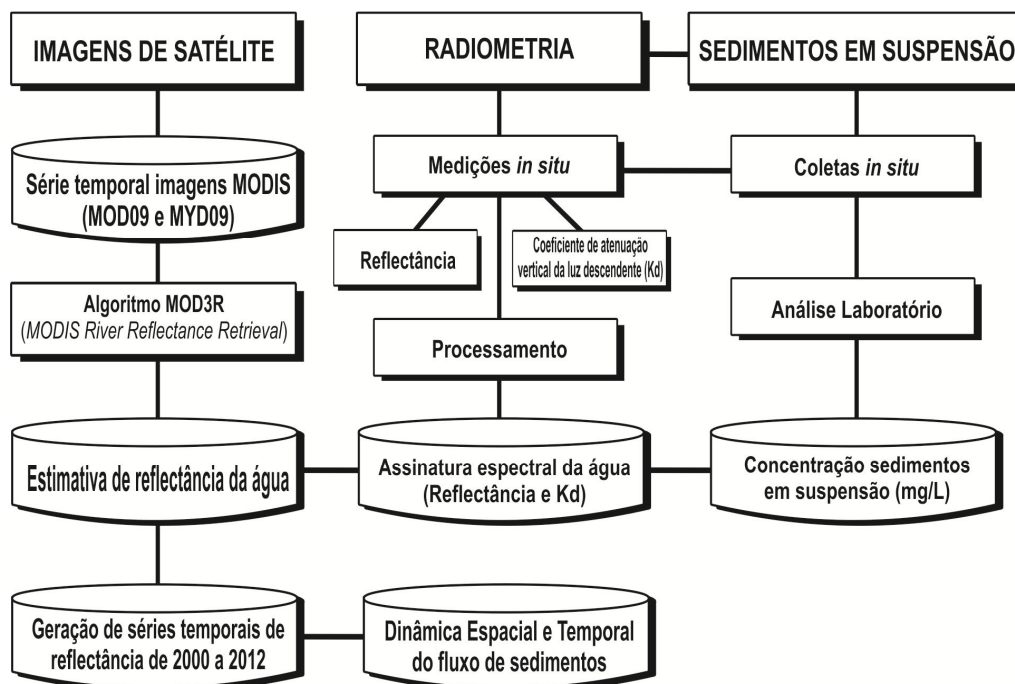 IMAGENS DE SATÉLITE
RADIOMETRIA
SEDIMENTOS EM SUSPENSÃO
Série temporal imagens MODIS
(MOD09 e MYD09)
Medições in situ
Coletas in situ
Reflectância
Coeficiente de atenuação
vertical da luz descendente (Kd)
Algoritmo MOD3R
(MODIS River Reflectance Retrieval)
Processamento
Análise Laboratório
Estimativa de reflectância da água
Assinatura espectral da água
(Reflectância e Kd)
Concentração sedimentos
em suspensão (mg/L)
Geração de séries temporais de
reflectância de 2000 a 2012
Dinâmica Espacial e Temporal
do fluxo de sedimentos